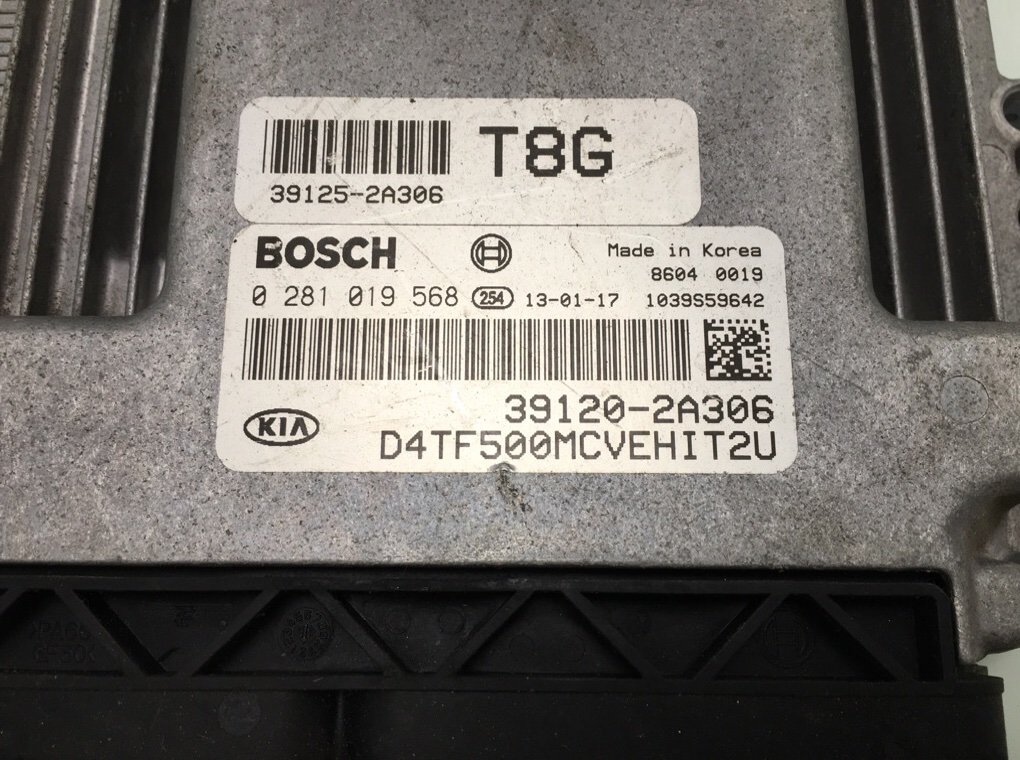 T8G
39125-2A306
BOSCH
Made in Korea
8604 0019
0 281 019 568 254 13-01-17 1039S59642
39120-2A306
KIA
D4TF500MCVEHIT2U